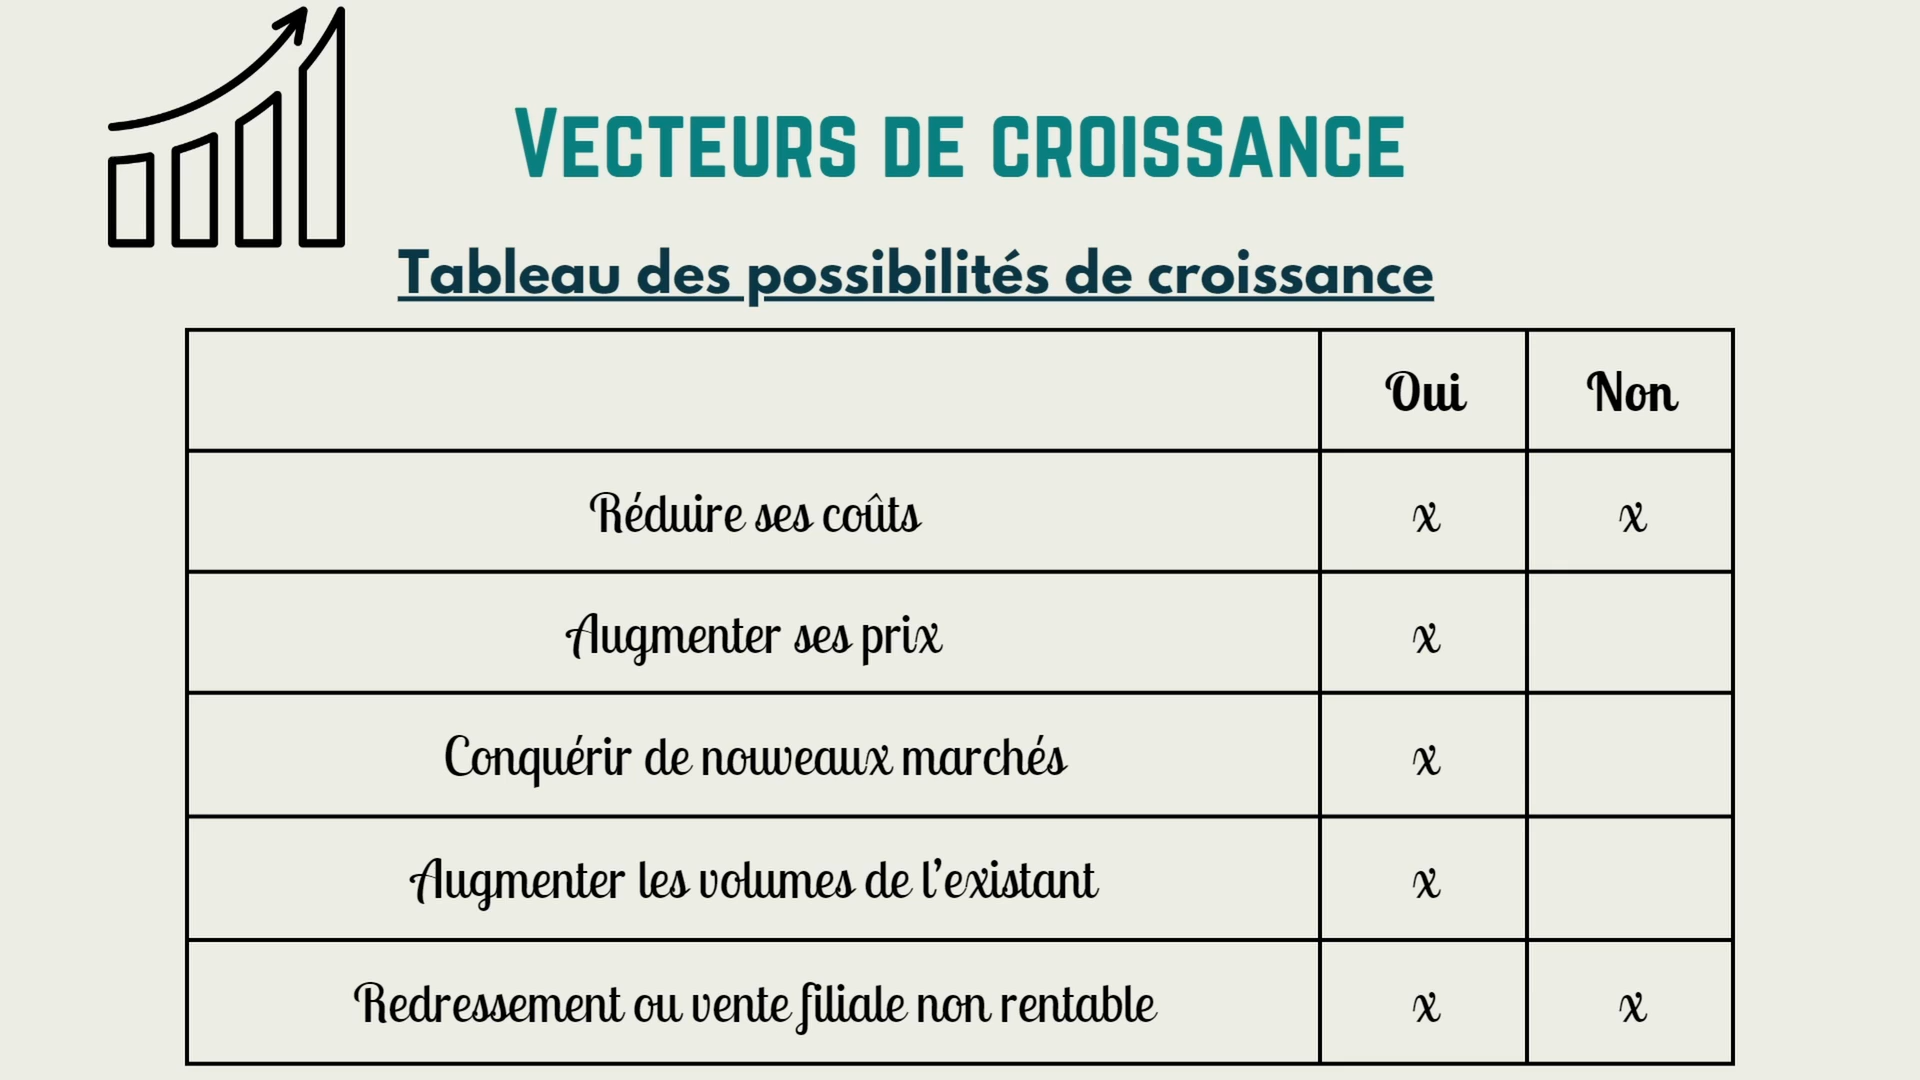 Vecteurs de croissance
Tableau des possibilités de croissance
Oui Non
Réduire ses coûts x x
Augmenter ses prix x
Conquérir de nouveaux marchés x
Augmenter les volumes de l’existant x
Redressement ou vente filiale non rentable x x